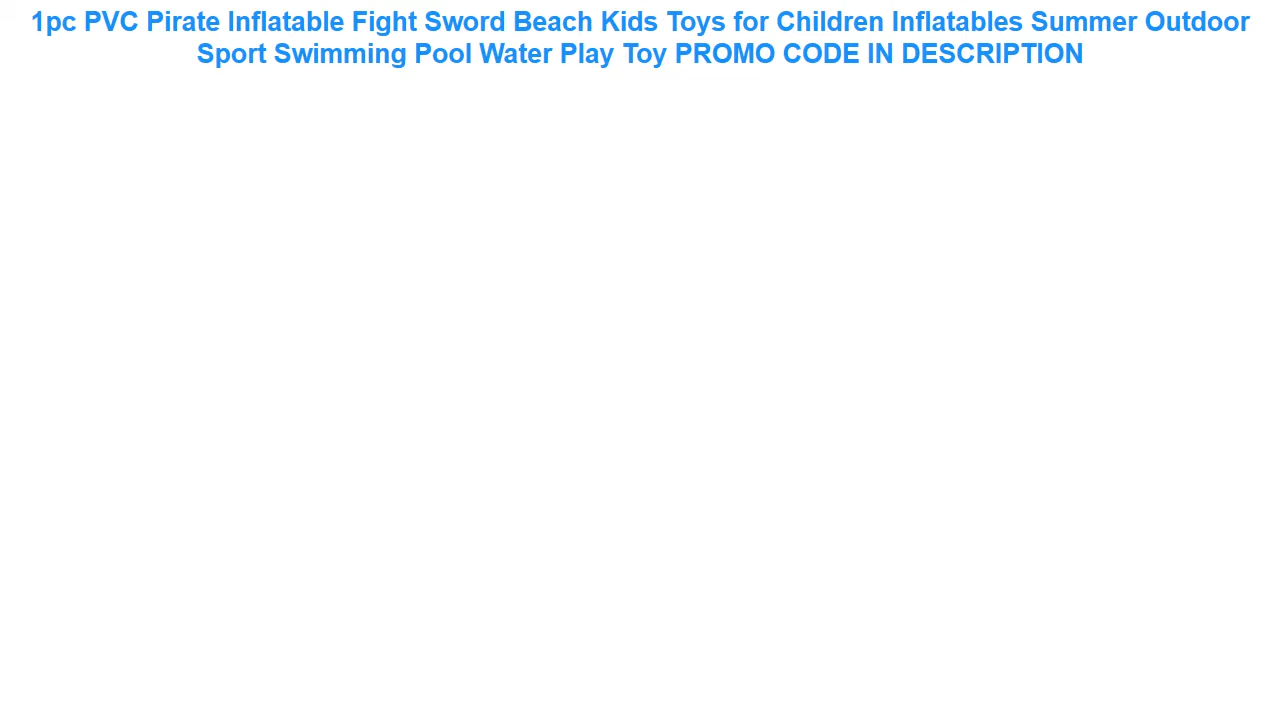 1pc PVC Pirate Inflatable Fight Sword Beach Kids Toys for Children Inflatables Summer Outdoor
Sport Swimming Pool Water Play Toy PROMO CODE IN DESCRIPTION